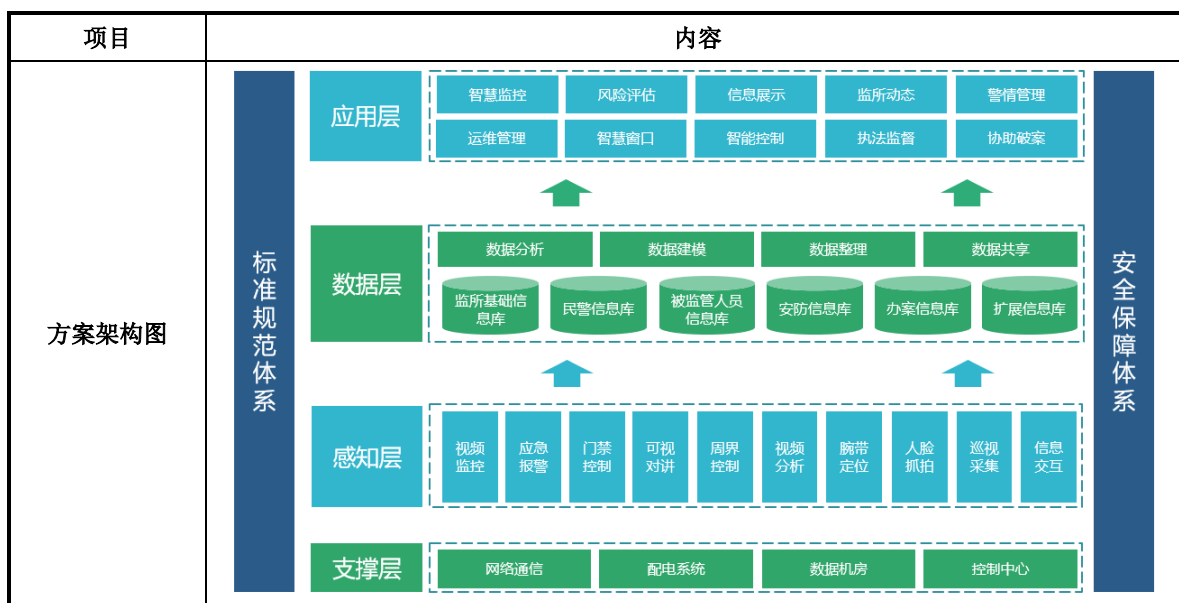 项目
内容
方案架构图
标准规范体系
应用层
智慧监控
风险评估
信息展示
监所动态
警情管理
运维管理
智慧窗口
智能控制
执法监督
协助破案
数据层
数据分析
数据建模
数据整理
数据共享
监所基础信
息库
民警信息库
被监管人员
信息库
安防信息库
办案信息库
扩展信息库
感知层
视频
监控
应急
报警
门禁
控制
可视
对讲
周界
控制
视频
分析
腕带
定位
人脸
抓拍
巡视
采集
信息
交互
支撑层
网络通信
配电系统
数据机房
控制中心
安全保障体系